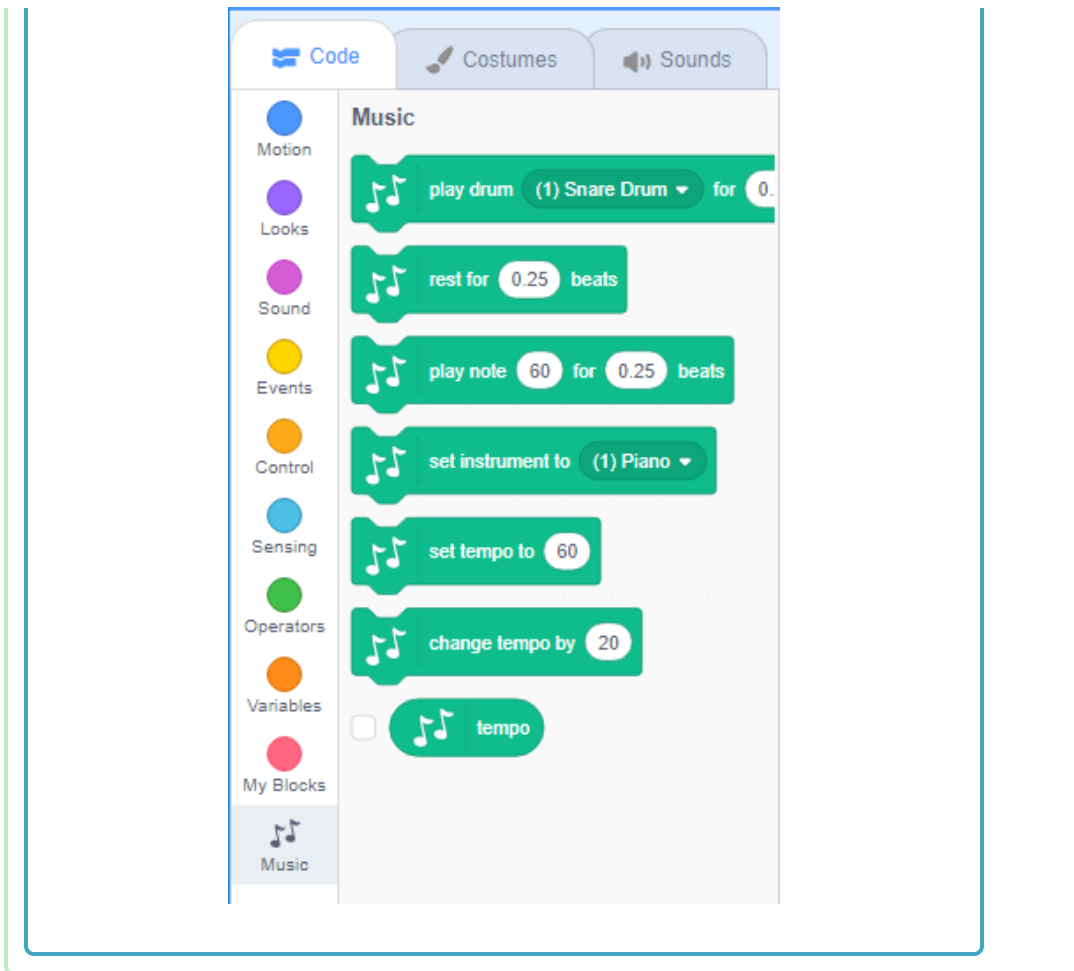 Code Costumes Sounds
Music
Motion
Looks
Sound
Events
Control
Sensing
Operators
Variables
My Blocks
Music
play drum (1) Snare Drum for 0.
rest for 0.25 beats
play note 60 for 0.25 beats
set instrument to (1) Piano
set tempo to 60
change tempo by 20
tempo